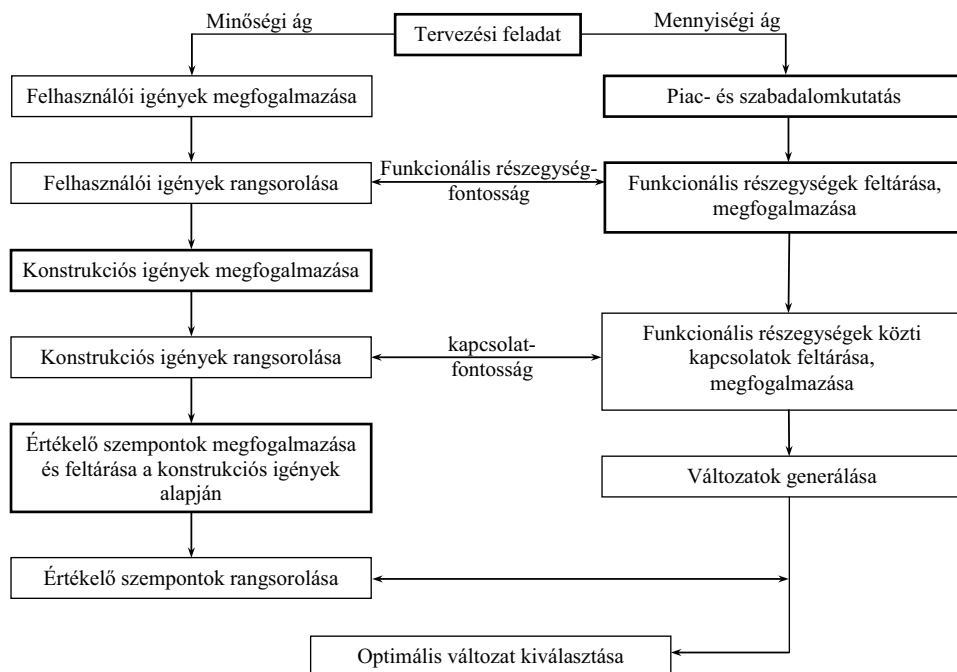 Minőségi ág
Tervezési feladat
Mennyiségi ág
Felhasználói igények megfogalmazása
Piac- és szabadalomkutatás
Felhasználói igények rangsorolása
Funkcionális részegység-
fontosság
Funkcionális részegységek feltárása,
megfogalmazása
Konstrukciós igények megfogalmazása
Konstrukciós igények rangsorolása
kapcsolat-
fontosság
Funkcionális részegységek közti
kapcsolatok feltárása,
megfogalmazása
Értékelő szempontok megfogalmazása
és feltárása a konstrukciós igények
alapján
Változatok generálása
Értékelő szempontok rangsorolása
Optimális változat kiválasztása